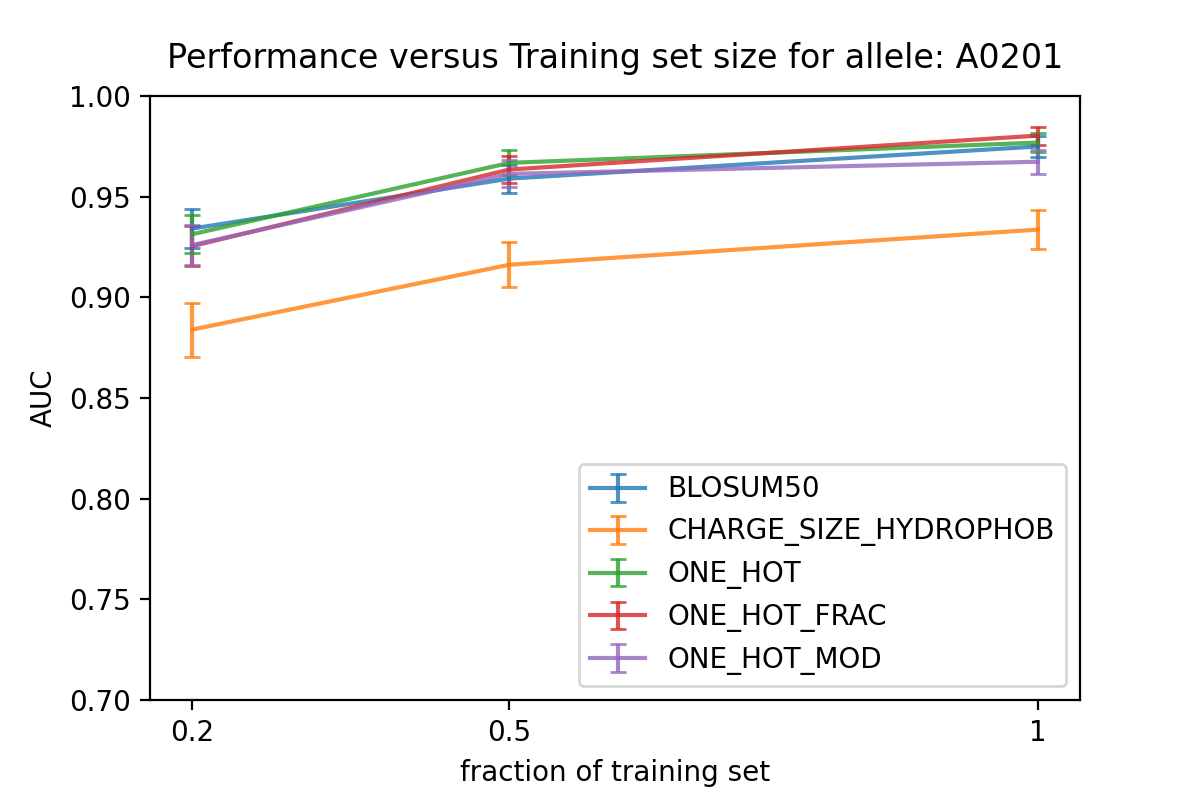 Performance versus Training set size for allele: A0201
1.00
0.95
0.90
0.85
0.80
0.75
0.70
AUC
BLOSUM50
CHARGE_SIZE_HYDROPHOB
ONE_HOT
ONE_HOT_FRAC
ONE_HOT_MOD
0.2 0.5 1
fraction of training set